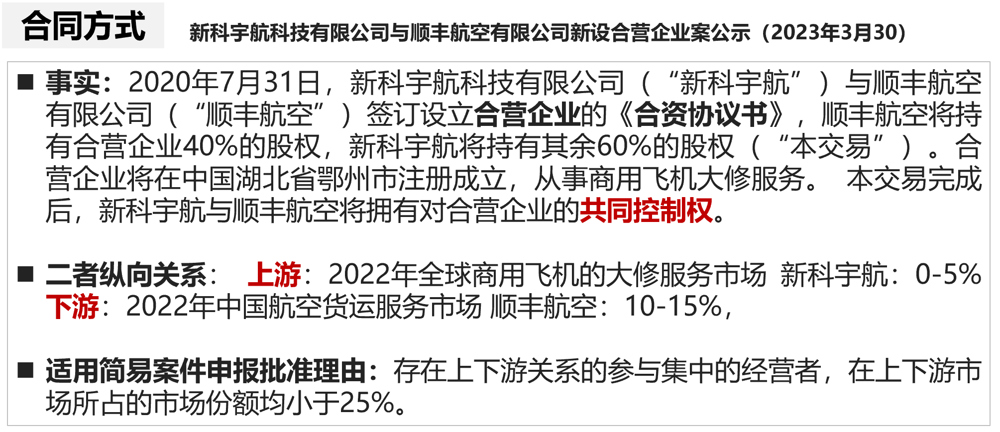 合同方式
新科宇航科技有限公司与顺丰航空有限公司新设合营企业案公示（2023年3月30）
■ 事实：2020年7月31日，新科宇航科技有限公司（“新科宇航”）与顺丰航空
有限公司（“顺丰航空”）签订设立合营企业的《合资协议书》，顺丰航空将持
有合营企业40%的股权，新科宇航将持有其余60%的股权（“本交易”）。合
营企业将在中国湖北省鄂州市注册成立，从事商用飞机大修服务。 本交易完成
后，新科宇航与顺丰航空将拥有对合营企业的共同控制权。
■ 二者纵向关系： 上游：2022年全球商用飞机的大修服务市场 新科宇航：0-5%
下游：2022年中国航空货运服务市场 顺丰航空：10-15%，
■ 适用简易案件申报批准理由：存在上下游关系的参与集中的经营者，在上下游市
场所占的市场份额均小于25%。